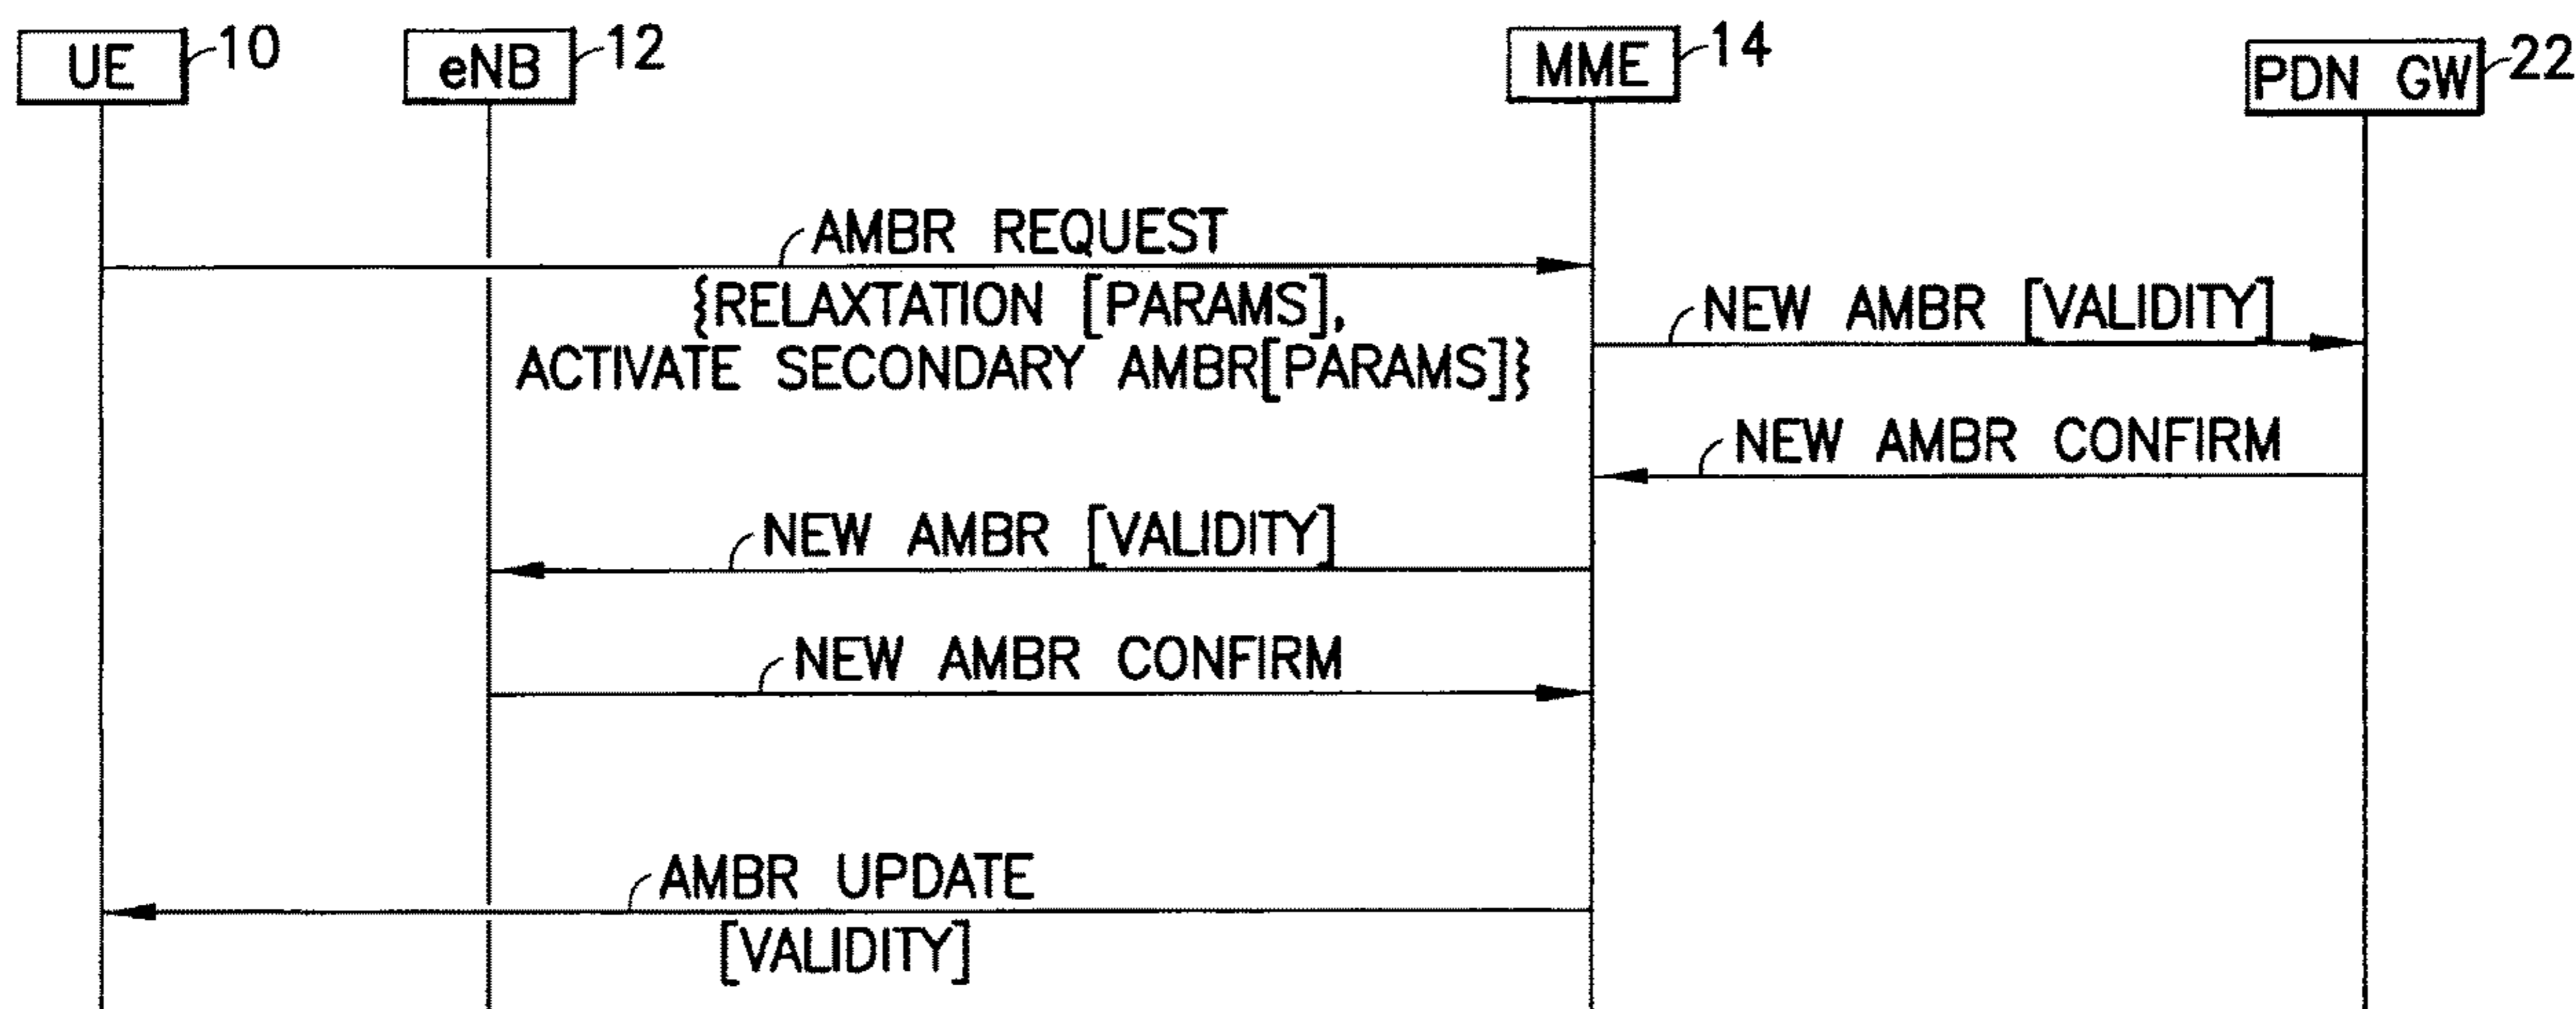 UE 10
eNB 12
MME 14
PDN GW 22
AMBR REQUEST
{RELAXTATION [PARAMS],
ACTIVATE SECONDARY AMBR[PARAMS]}
NEW AMBR [VALIDITY]
NEW AMBR CONFIRM
NEW AMBR [VALIDITY]
NEW AMBR CONFIRM
AMBR UPDATE
[VALIDITY]